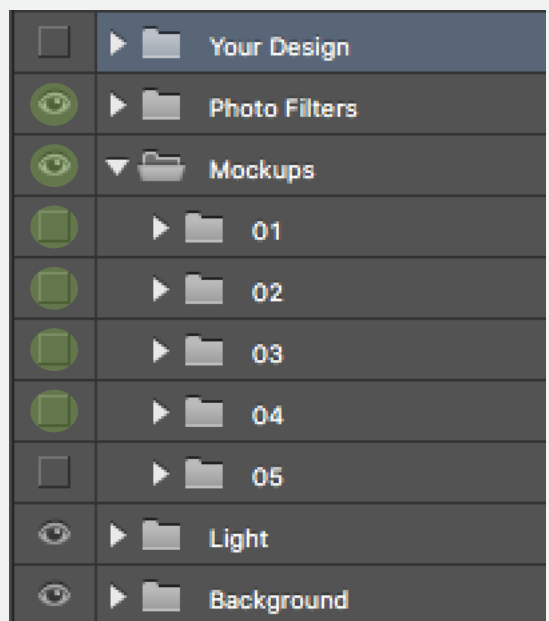 Your Design
Photo Filters
Mockups
01
02
03
04
05
Light
Background